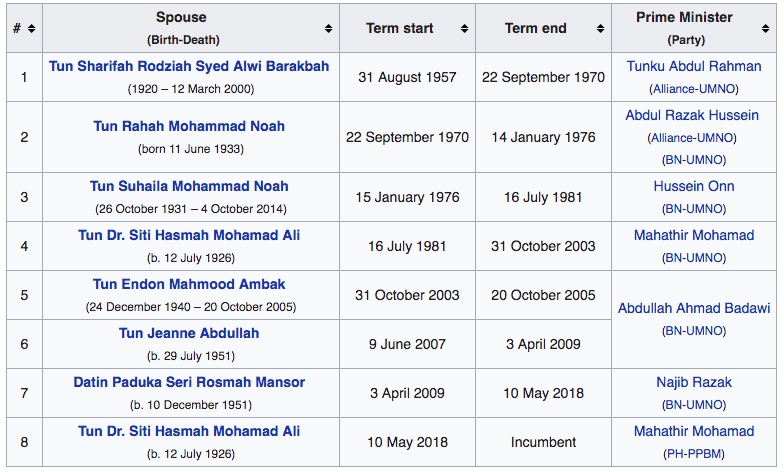 # Spouse (Birth-Death) Term start Term end Prime Minister (Party)
1 Tun Sharifah Rodziah Syed Alwi Barakbah (1920 – 12 March 2000) 31 August 1957 22 September 1970 Tunku Abdul Rahman (Alliance-UMNO)
2 Tun Rahah Mohammad Noah (born 11 June 1933) 22 September 1970 14 January 1976 Abdul Razak Hussein (Alliance-UMNO) (BN-UMNO)
3 Tun Suhaila Mohammad Noah (26 October 1931 – 4 October 2014) 15 January 1976 16 July 1981 Hussein Onn (BN-UMNO)
4 Tun Dr. Siti Hasmah Mohamad Ali (b. 12 July 1926) 16 July 1981 31 October 2003 Mahathir Mohamad (BN-UMNO)
5 Tun Endon Mahmood Ambak (24 December 1940 – 20 October 2005) 31 October 2003 20 October 2005 Abdullah Ahmad Badawi (BN-UMNO)
6 Tun Jeanne Abdullah (b. 29 July 1951) 9 June 2007 3 April 2009
7 Datin Paduka Seri Rosmah Mansor (b. 10 December 1951) 3 April 2009 10 May 2018 Najib Razak (BN-UMNO)
8 Tun Dr. Siti Hasmah Mohamad Ali (b. 12 July 1926) 10 May 2018 Incumbent Mahathir Mohamad (PH-PPBM)